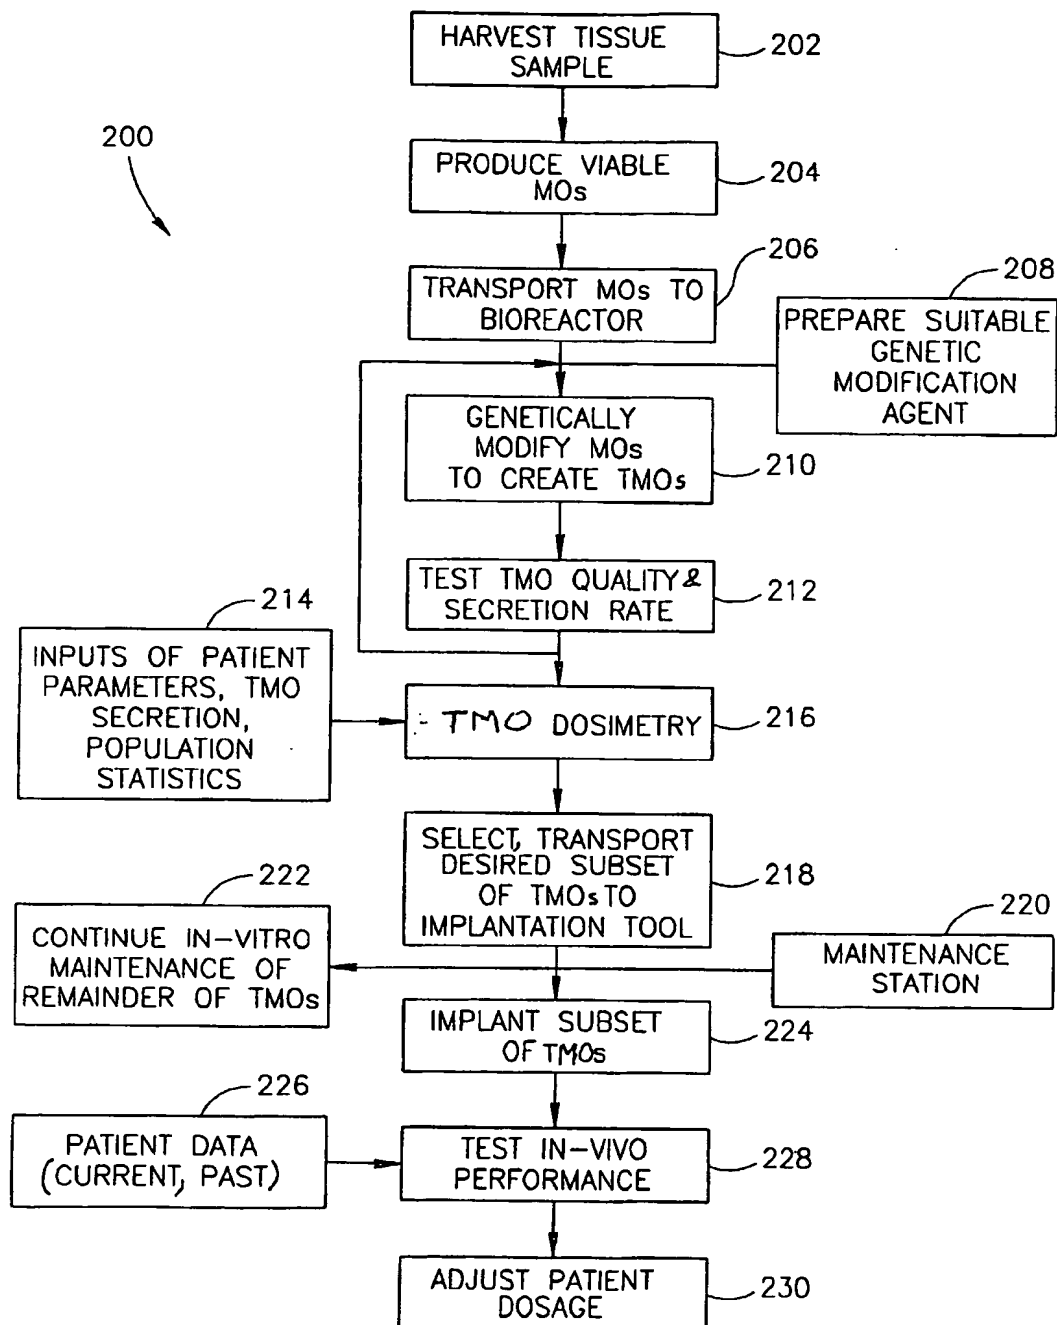 HARVEST TISSUE
SAMPLE
202
200
PRODUCE VIABLE
MOs
204
206
TRANSPORT MOs TO
BIOREACTOR
208
PREPARE SUITABLE
GENETIC
MODIFICATION
AGENT
GENETICALLY
MODIFY MOs
TO CREATE TMOs
210
TEST TMO QUALITY &
SECRETION RATE
212
214
INPUTS OF PATIENT
PARAMETERS, TMO
SECRETION,
POPULATION
STATISTICS
TMO DOSIMETRY
216
SELECT, TRANSPORT
DESIRED SUBSET
OF TMOs TO
IMPLANTATION TOOL
218
222
CONTINUE IN-VITRO
MAINTENANCE OF
REMAINDER OF TMOs
220
MAINTENANCE
STATION
IMPLANT SUBSET
OF TMOs
224
226
PATIENT DATA
(CURRENT, PAST)
TEST IN-VIVO
PERFORMANCE
228
ADJUST PATIENT
DOSAGE
230